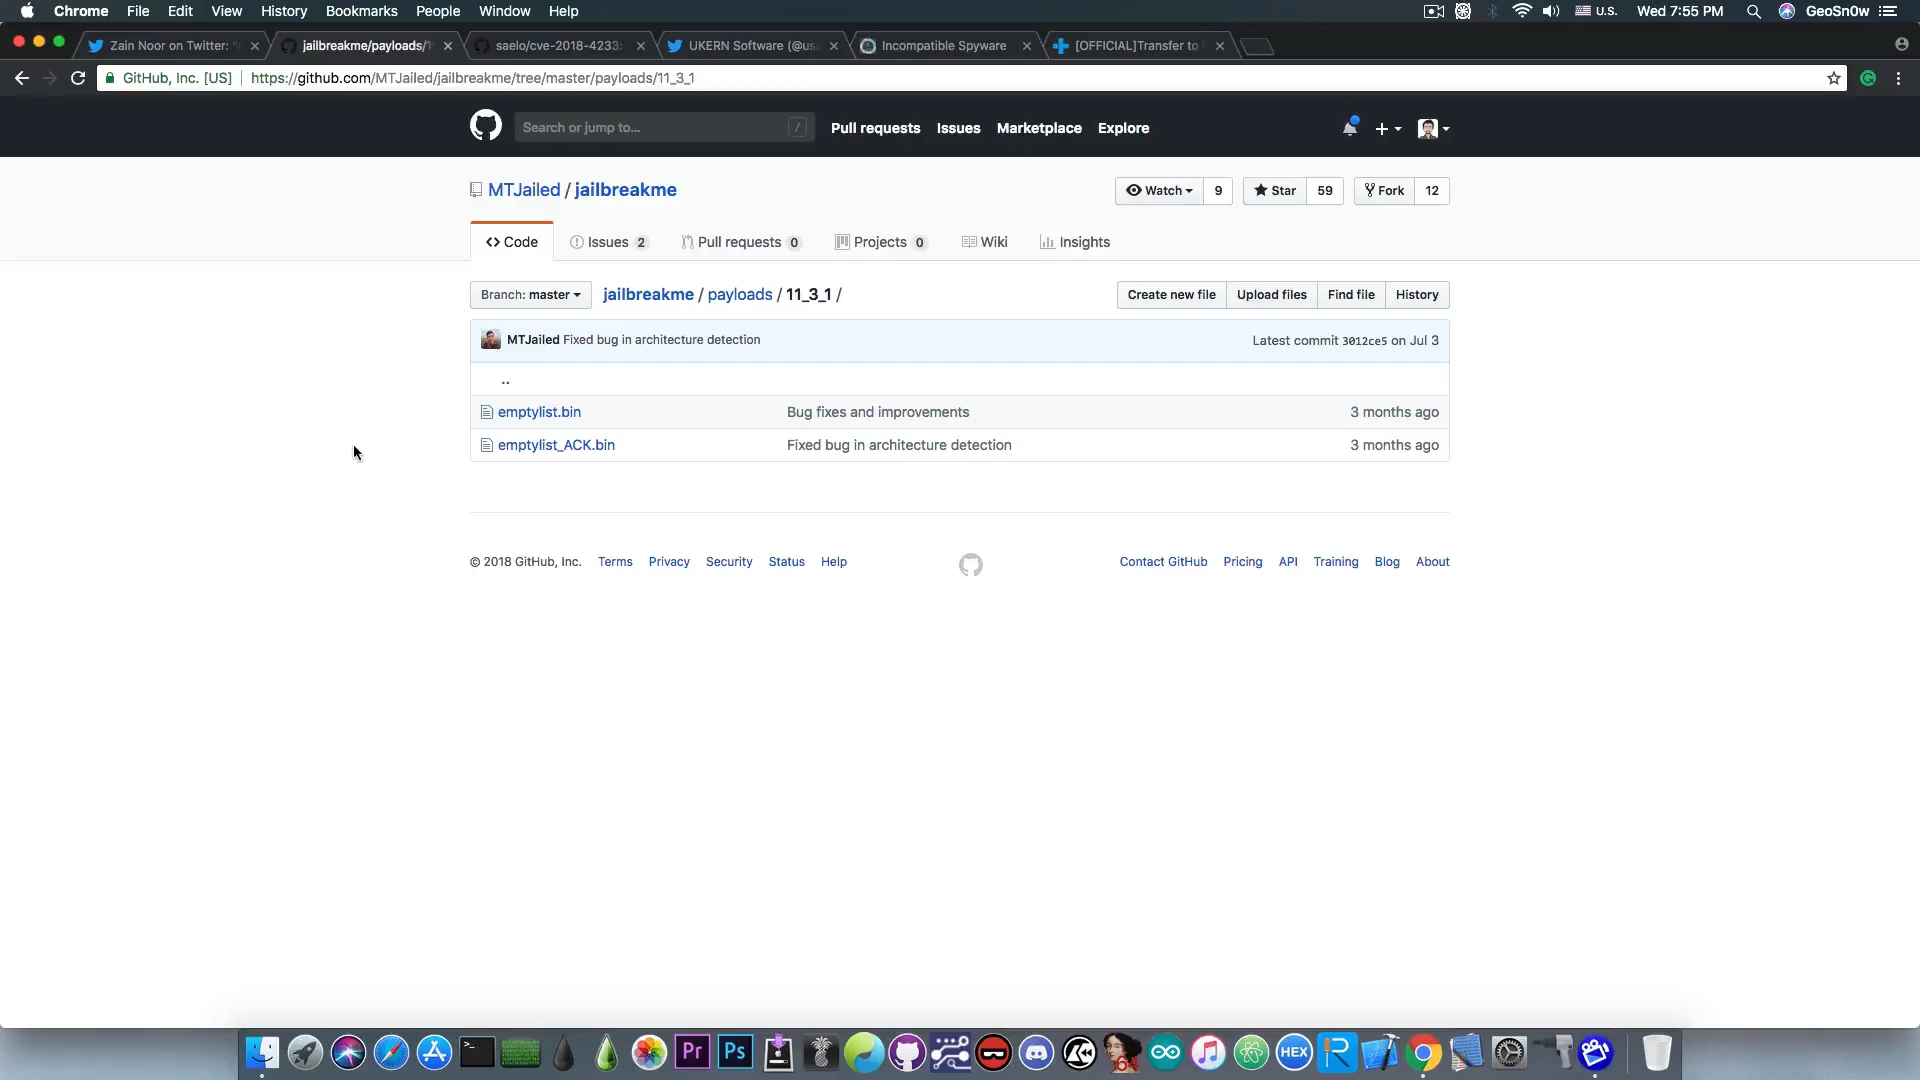 Chrome File Edit View History Bookmarks People Window Help U.S. Wed 7:55 PM GeoSn0w
Zain Noor on Twitter: " jailbreakme/payloads/1 saelo/cve-2018-4233: UKERN Software (@us Incompatible Spyware [OFFICIAL]Transfer to
GitHub, Inc. [US] https://github.com/MTJailed/jailbreakme/tree/master/payloads/11_3_1
Search or jump to... / Pull requests Issues Marketplace Explore
MTJailed / jailbreakme Watch 9 Star 59 Fork 12
Code Issues 2 Pull requests 0 Projects 0 Wiki Insights
Branch: master jailbreakme / payloads / 11_3_1 / Create new file Upload files Find file History
MTJailed Fixed bug in architecture detection Latest commit 3012ce5 on Jul 3
..
emptylist.bin Bug fixes and improvements 3 months ago
emptylist_ACK.bin Fixed bug in architecture detection 3 months ago
© 2018 GitHub, Inc. Terms Privacy Security Status Help Contact GitHub Pricing API Training Blog About
Pr Ps HEX